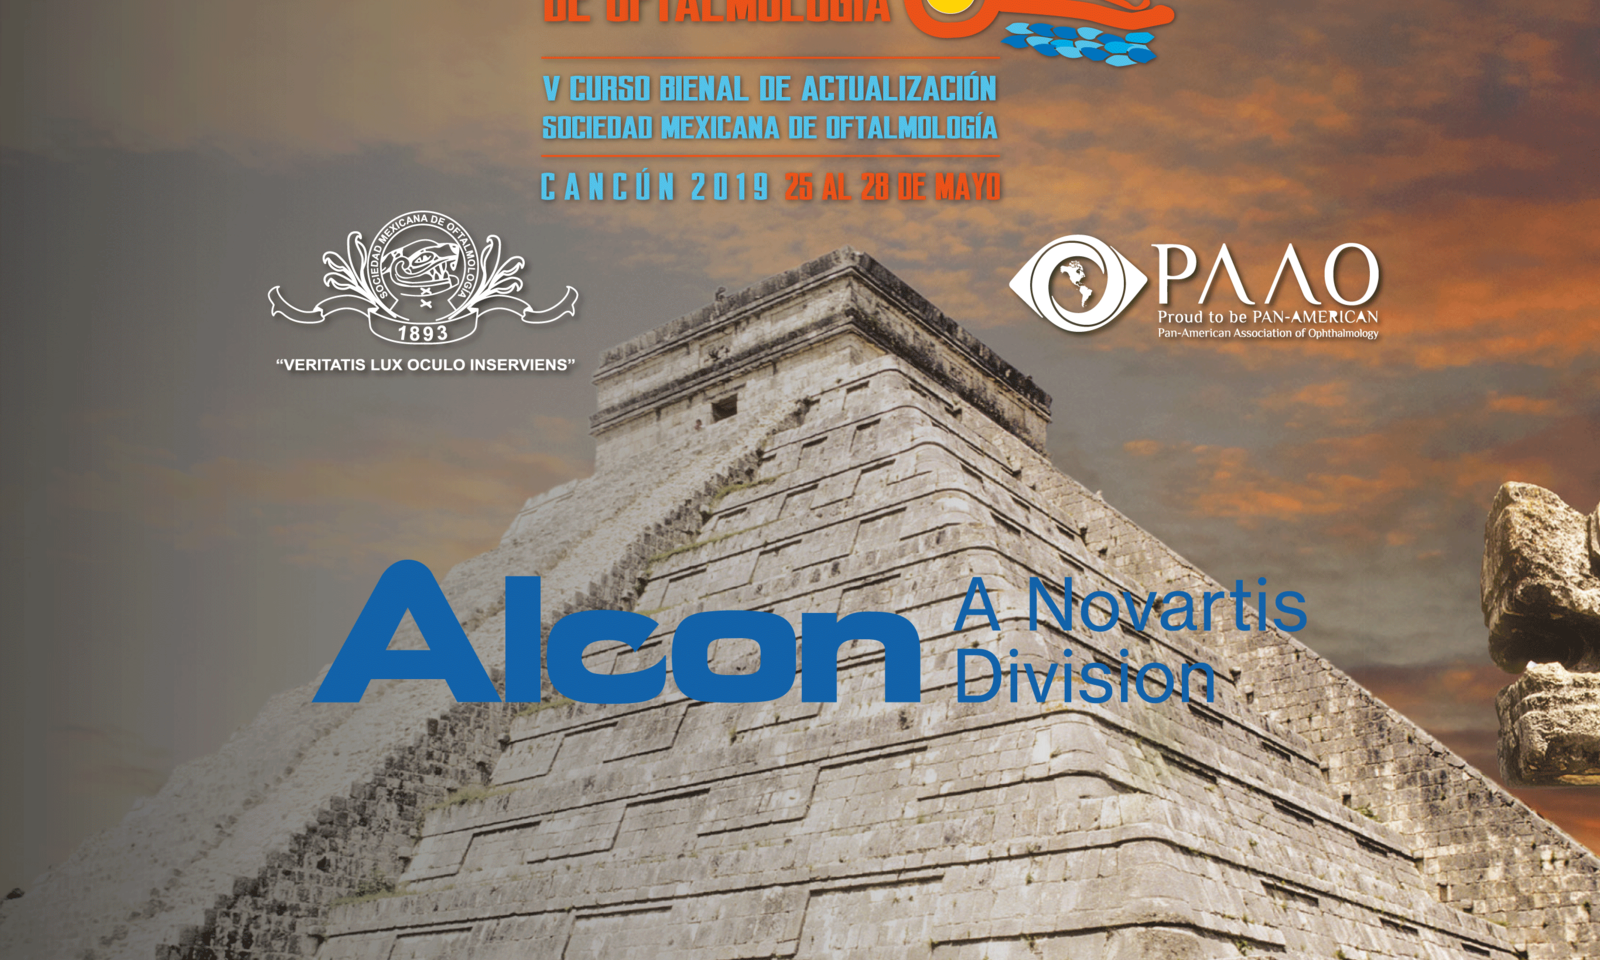 DE OFTALMOLOGÍA
V CURSO BIENAL DE ACTUALIZACIÓN
SOCIEDAD MEXICANA DE OFTALMOLOGÍA
CANCÚN 2019 25 AL 28 DE MAYO
SOCIEDAD MEXICANA DE OFTALMOLOGÍA
1893
“VERITATIS LUX OCULO INSERVIENS”
PAAO
Proud to be PAN-AMERICAN
Pan-American Association of Ophthalmology
Alcon
A Novartis
Division